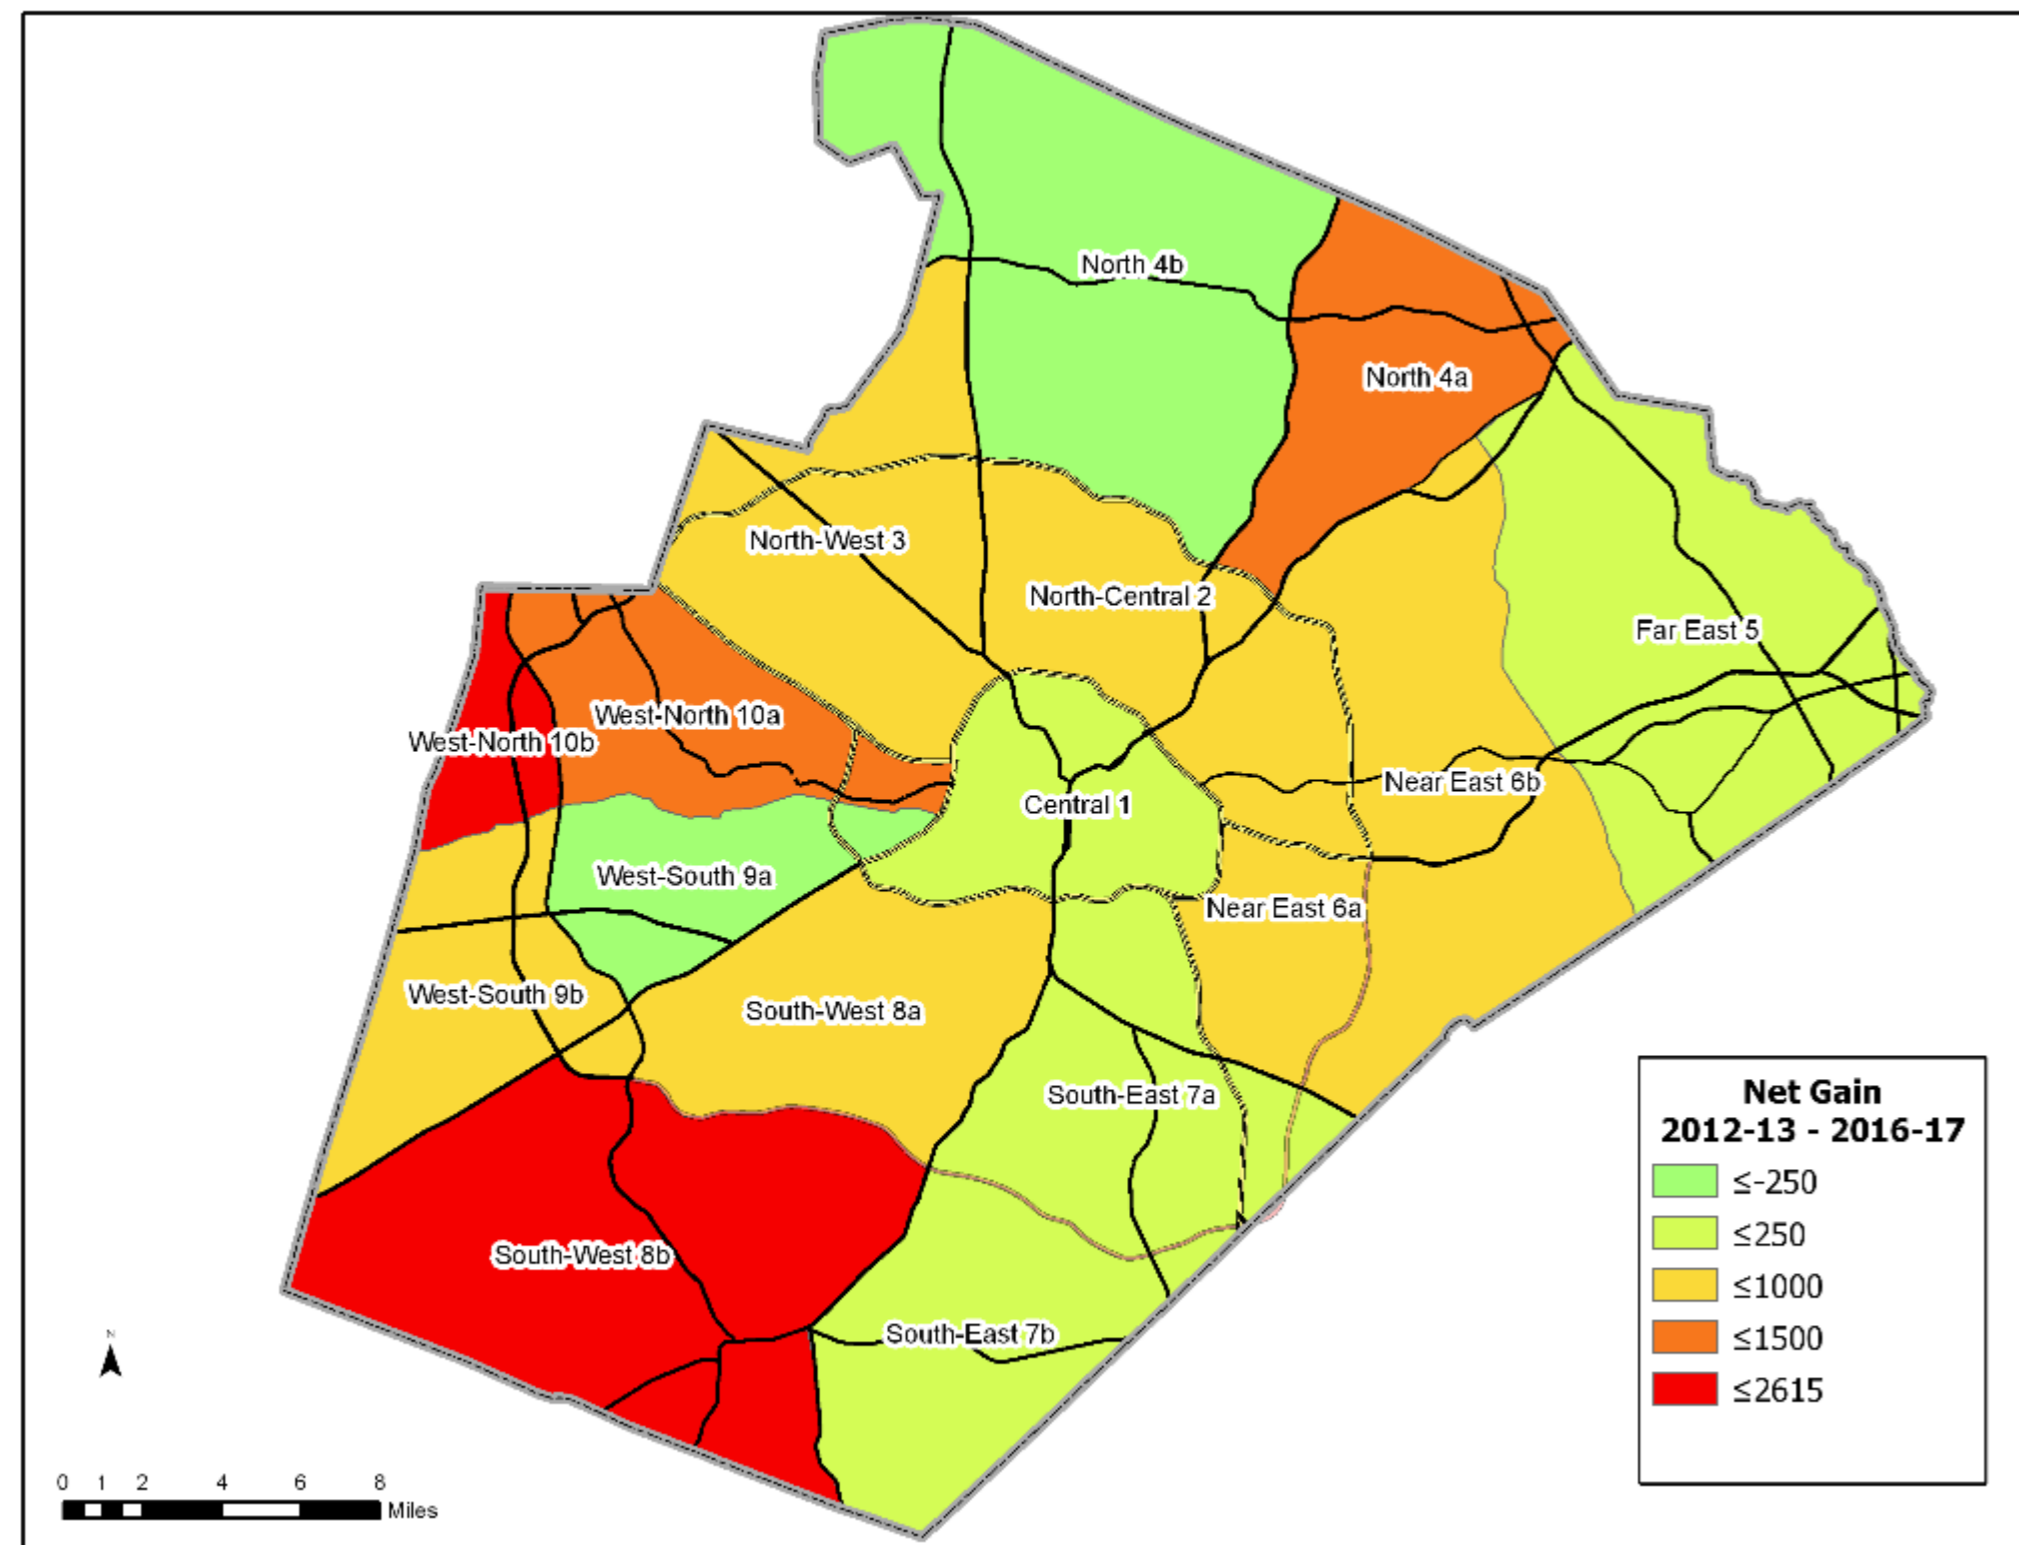 North 4b
North 4a
North-West 3
North-Central 2
Far East 5
West-North 10a
West-North 10b
Near East 6b
Central 1
West-South 9a
Near East 6a
West-South 9b
South-West 8a
South-East 7a
South-West 8b
South-East 7b
Net Gain
2012-13 - 2016-17
≤-250
≤250
≤1000
≤1500
≤2615
N
0 1 2 4 6 8
Miles